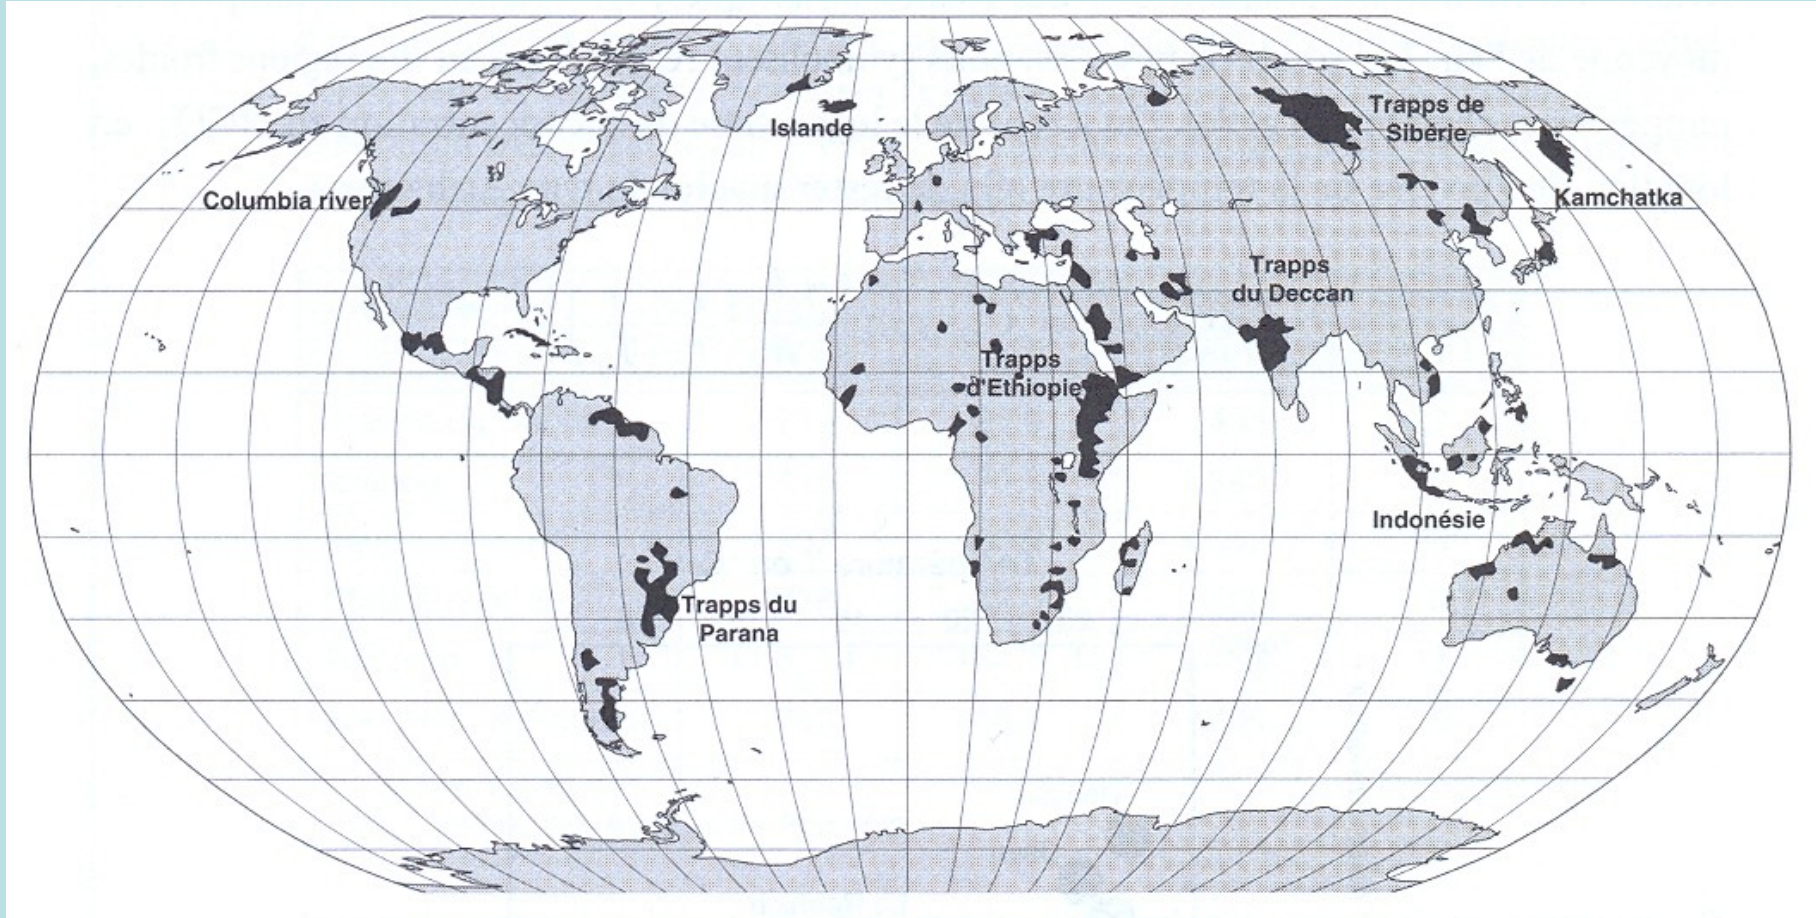 Trapps de
Sibérie
Islande
Columbia river
Kamchatka
Trapps
du Deccan
Trapps
d'Ethiopie
Indonésie
Trapps du
Parana